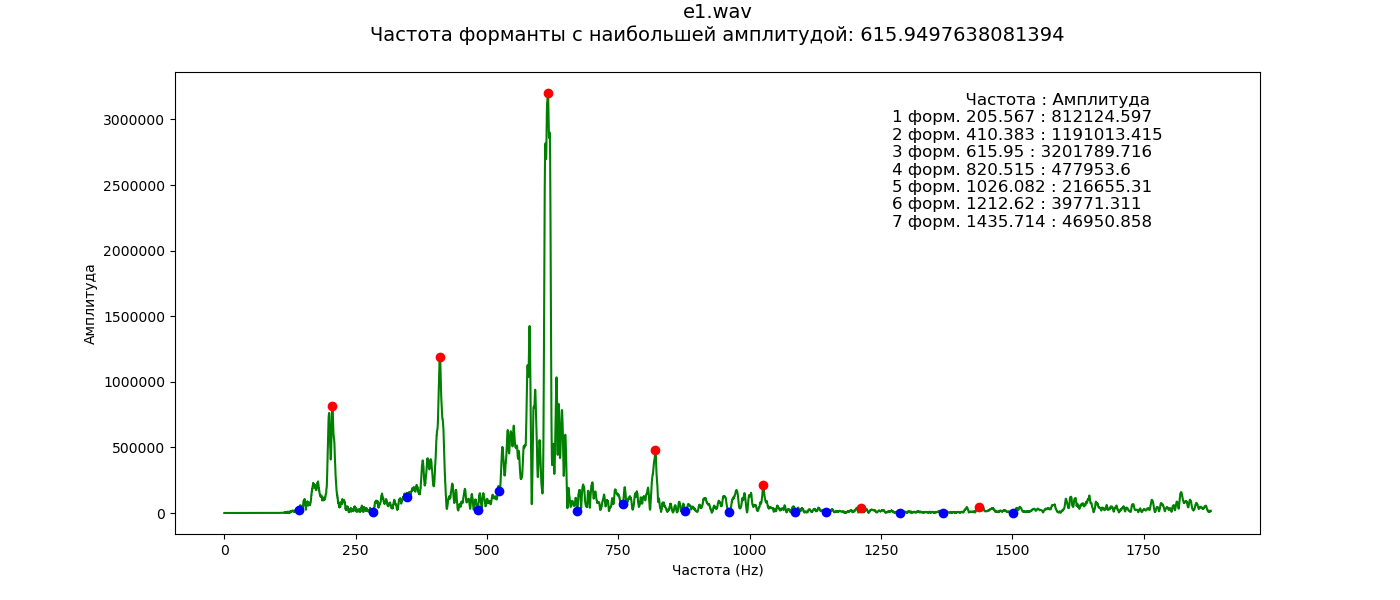 e1.wav
Частота форманты с наибольшей амплитудой: 615.9497638081394
Частота : Амплитуда
1 форм. 205.567 : 812124.597
2 форм. 410.383 : 1191013.415
3 форм. 615.95 : 3201789.716
4 форм. 820.515 : 477953.6
5 форм. 1026.082 : 216655.31
6 форм. 1212.62 : 39771.311
7 форм. 1435.714 : 46950.858
3000000
2500000
2000000
1500000
1000000
500000
0
Амплитуда
0 250 500 750 1000 1250 1500 1750
Частота (Hz)